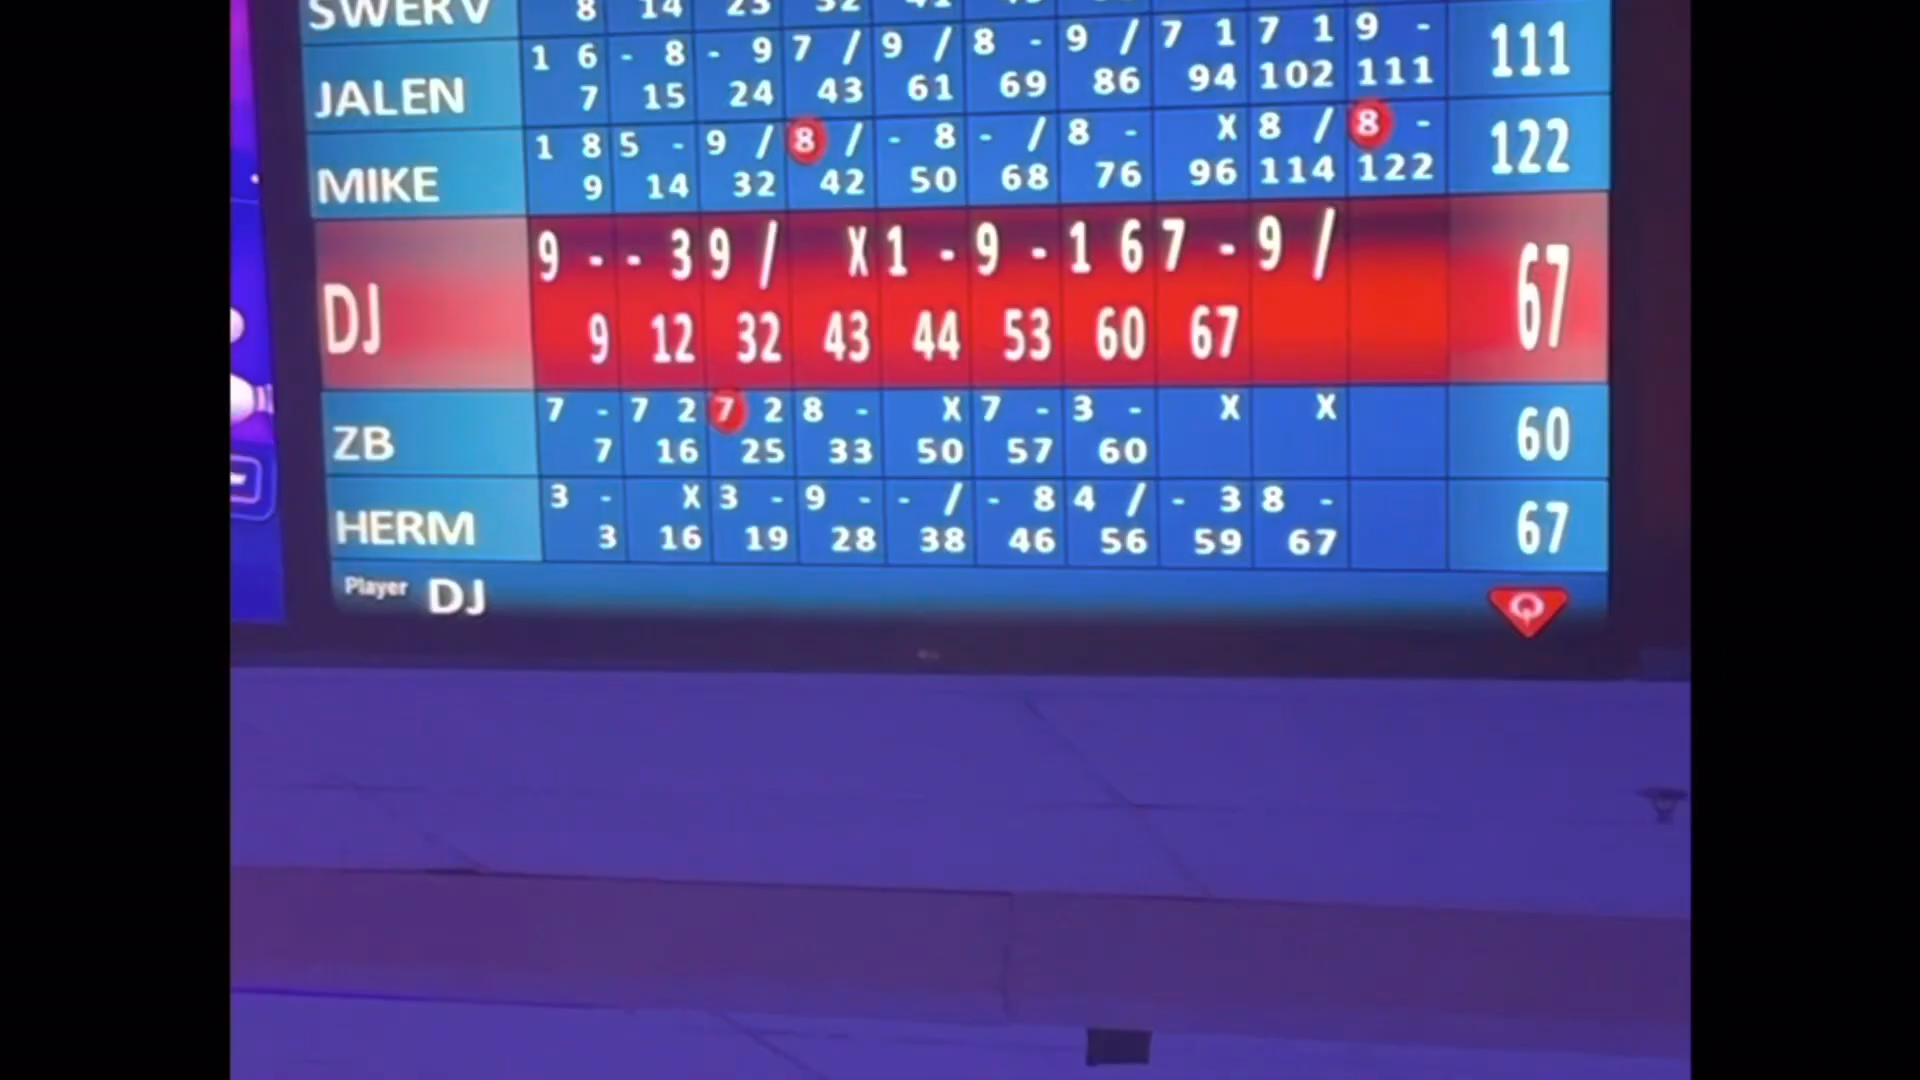 SWERV 8 14 23 32
1 6 - 8 - 9 7 / 9 / 8 - 9 / 7 1 7 1 9 -
JALEN 7 15 24 43 61 69 86 94 102 111 111
1 8 5 - 9 / 8 / - 8 - / 8 - X 8 / 8 -
MIKE 9 14 32 42 50 68 76 96 114 122 122
9 - - 3 9 / X 1 - 9 - 1 6 7 - 9 /
DJ 9 12 32 43 44 53 60 67 67
7 - 7 2 7 2 8 - X 7 - 3 - X X
ZB 7 16 25 33 50 57 60 60
3 - X 3 - 9 - - / - 8 4 / - 3 8 -
HERM 3 16 19 28 38 46 56 59 67 67
Player DJ
Q